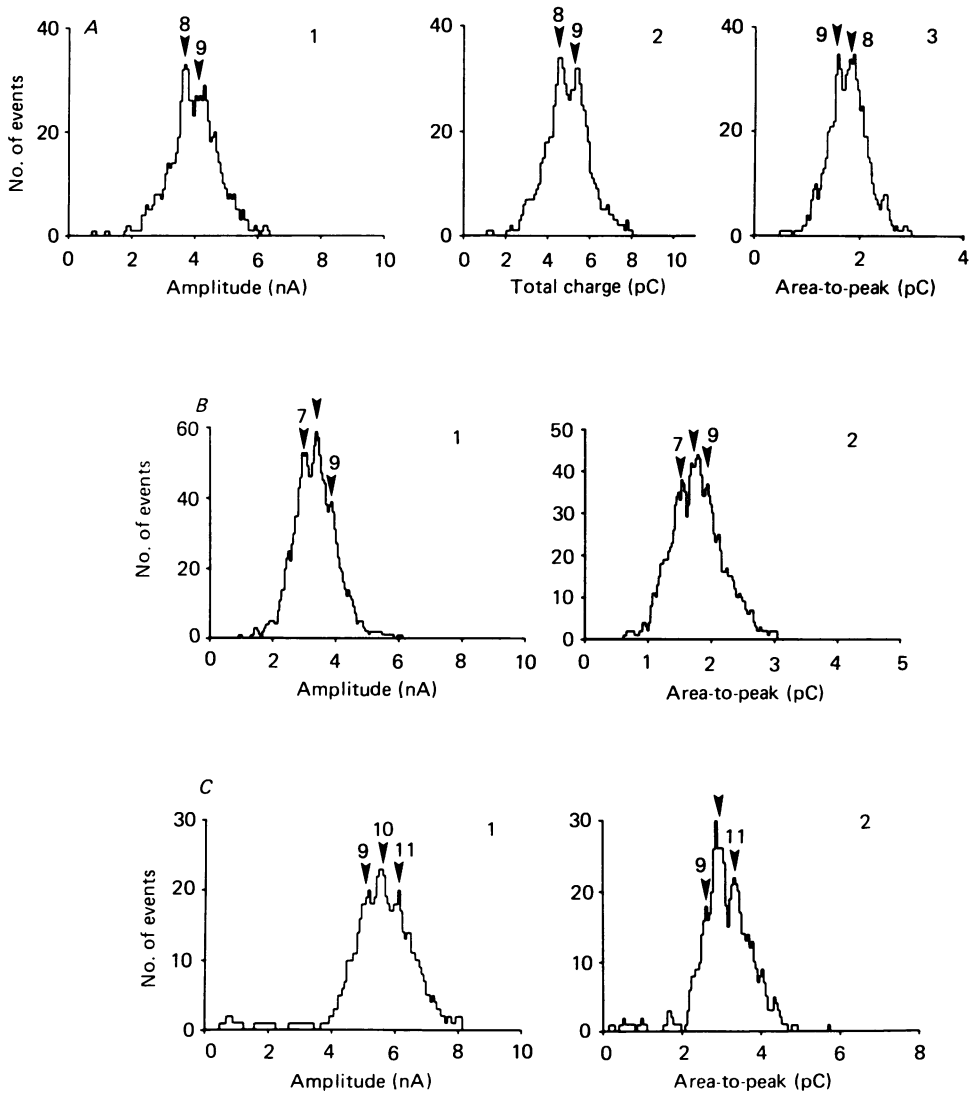 A
1
8
9
40
20
0
No. of events
0 2 4 6 8 10
Amplitude (nA)
2
8
9
40
20
0
0 2 4 6 8 10
Total charge (pC)
3
9
8
40
20
0
0 2 4
Area-to-peak (pC)
B
1
7
9
60
40
20
0
No. of events
0 2 4 6 8 10
Amplitude (nA)
2
7
9
50
40
30
20
10
0
0 1 2 3 4 5
Area-to-peak (pC)
C
1
9
10
11
30
20
10
0
No. of events
0 2 4 6 8 10
Amplitude (nA)
2
9
11
30
20
10
0
0 2 4 6 8
Area-to-peak (pC)